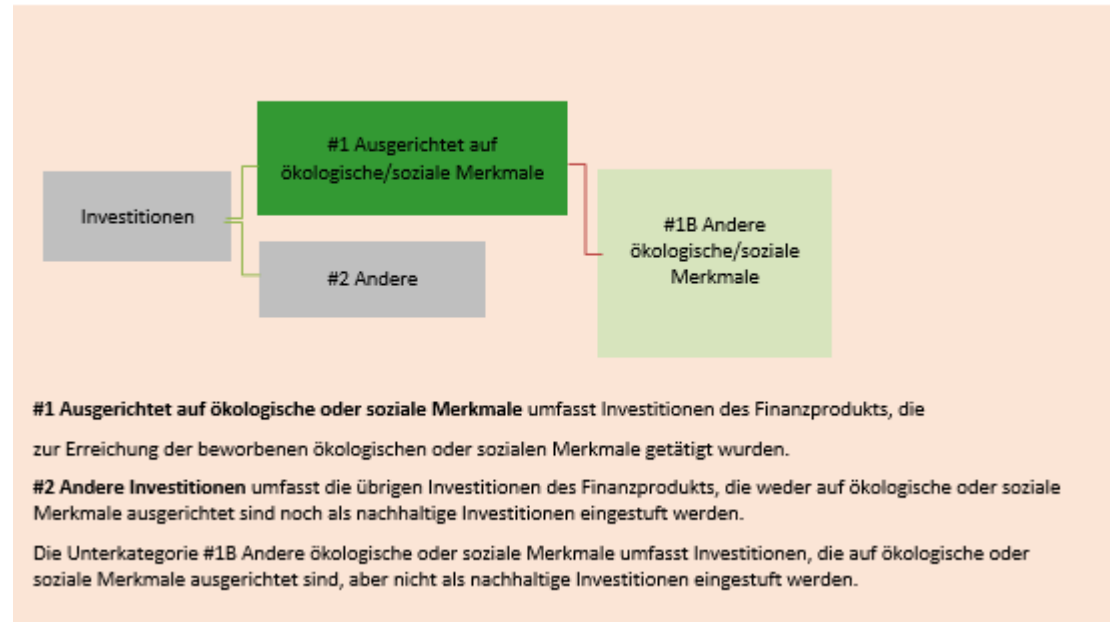 #1 Ausgerichtet auf
ökologische/soziale Merkmale
Investitionen
#2 Andere
#1B Andere
ökologische/soziale
Merkmale
#1 Ausgerichtet auf ökologische oder soziale Merkmale umfasst Investitionen des Finanzprodukts, die
zur Erreichung der beworbenen ökologischen oder sozialen Merkmale getätigt wurden.
#2 Andere Investitionen umfasst die übrigen Investitionen des Finanzprodukts, die weder auf ökologische oder soziale
Merkmale ausgerichtet sind noch als nachhaltige Investitionen eingestuft werden.
Die Unterkategorie #1B Andere ökologische oder soziale Merkmale umfasst Investitionen, die auf ökologische oder
soziale Merkmale ausgerichtet sind, aber nicht als nachhaltige Investitionen eingestuft werden.